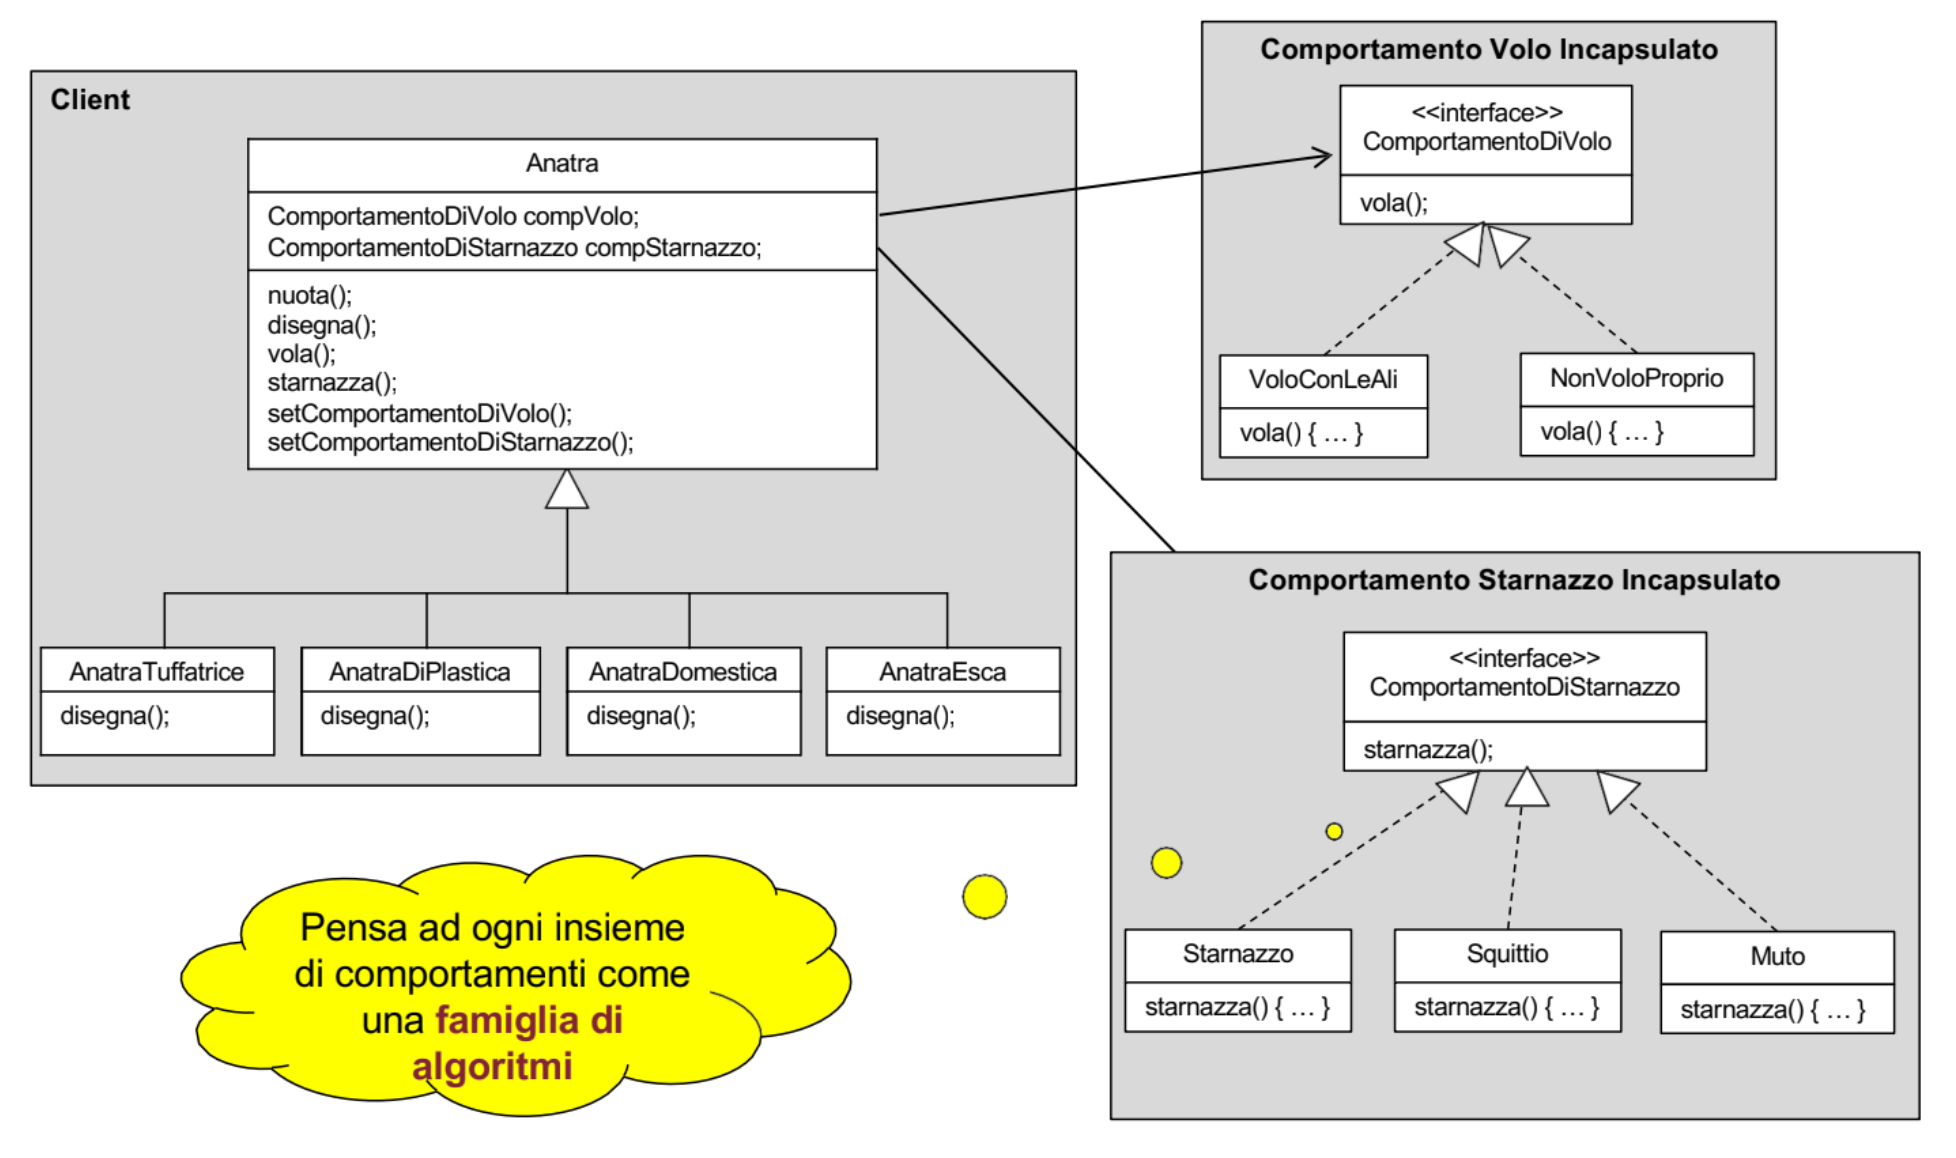 Client
Anatra
ComportamentoDiVolo compVolo;
ComportamentoDiStarnazzo compStarnazzo;
nuota();
disegna();
vola();
starnazza();
setComportamentoDiVolo();
setComportamentoDiStarnazzo();
AnatraTuffatrice
disegna();
AnatraDiPlastica
disegna();
AnatraDomestica
disegna();
AnatraEsca
disegna();
Comportamento Volo Incapsulato
<<interface>>
ComportamentoDiVolo
vola();
VoloConLeAli
vola() { … }
NonVoloProprio
vola() { … }
Comportamento Starnazzo Incapsulato
<<interface>>
ComportamentoDiStarnazzo
starnazza();
Starnazzo
starnazza() { … }
Squittio
starnazza() { … }
Muto
starnazza() { … }
Pensa ad ogni insieme
di comportamenti come
una famiglia di
algoritmi